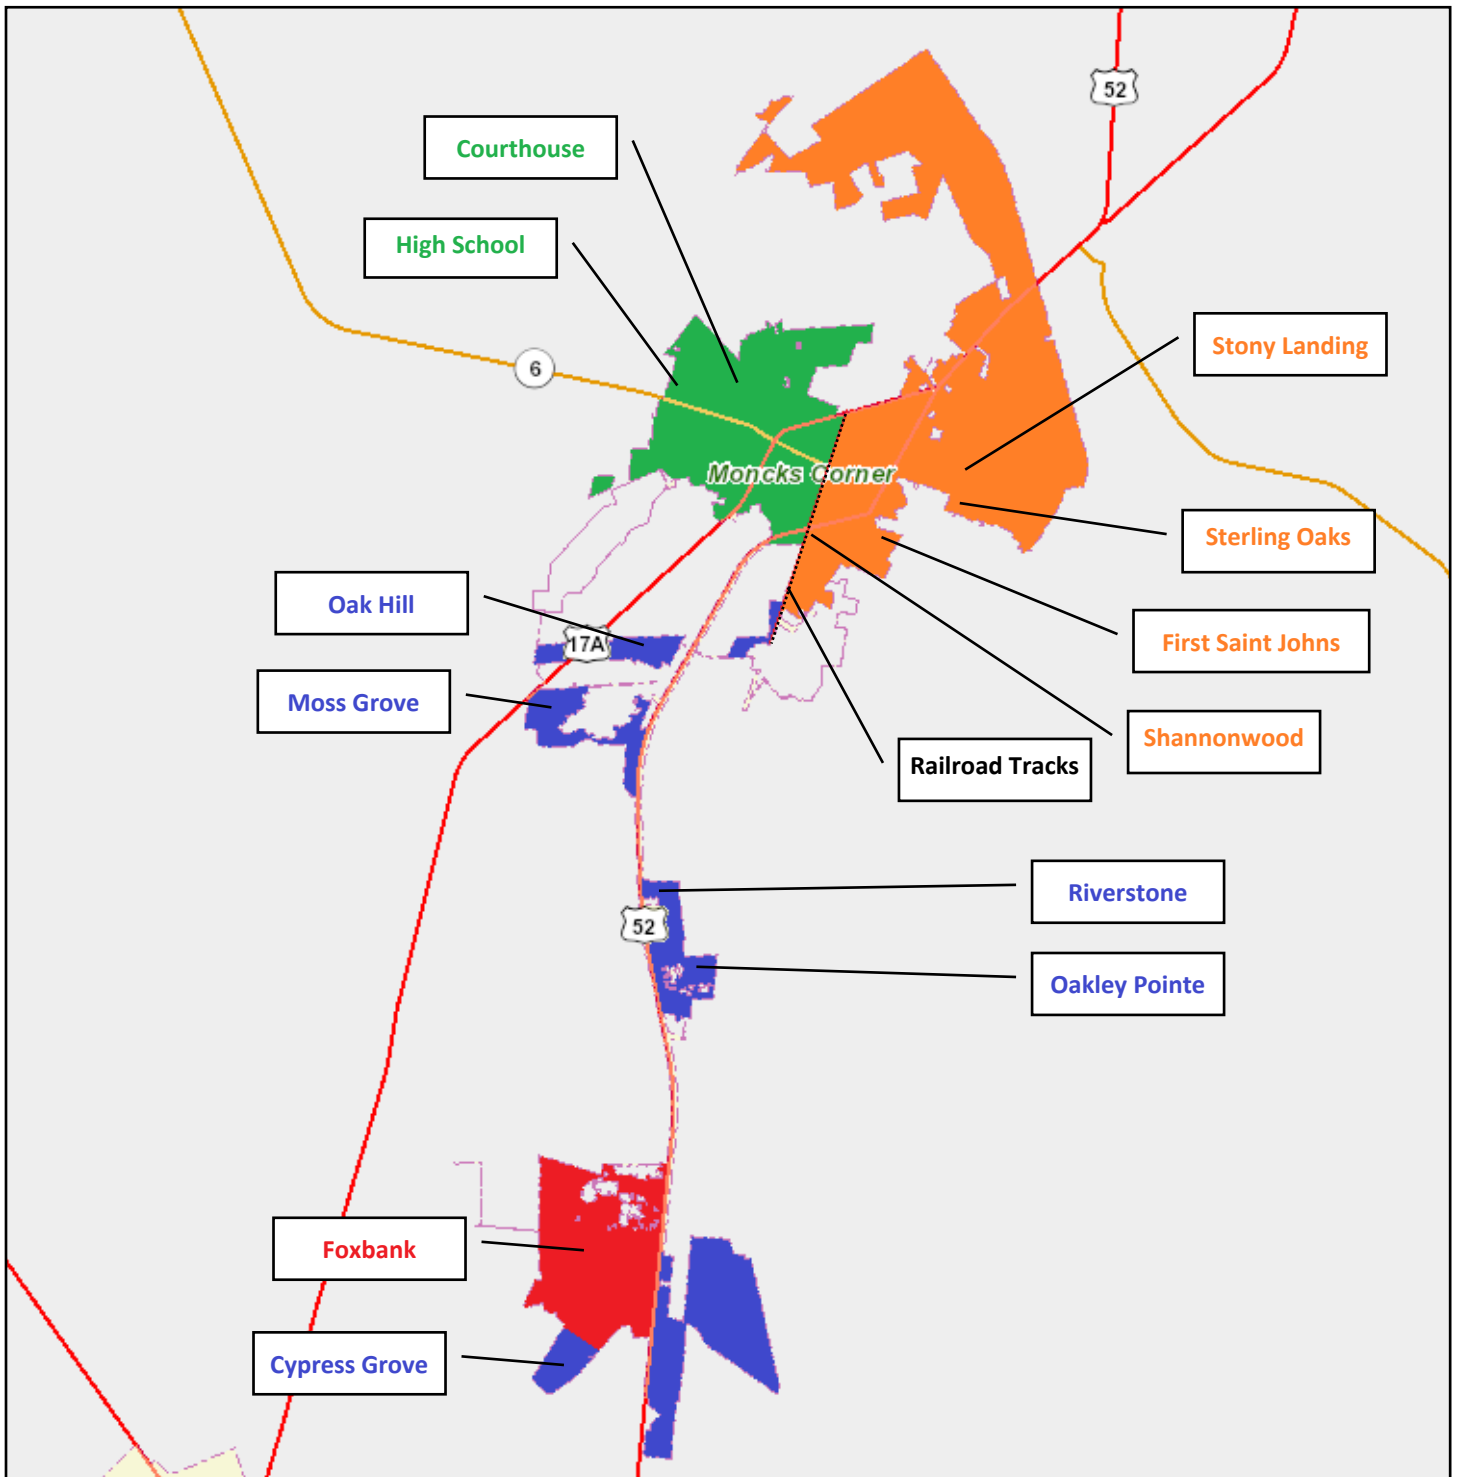 52
Courthouse
High School
Stony Landing
6
Moncks Corner
Sterling Oaks
Oak Hill
17A
First Saint Johns
Moss Grove
Shannonwood
Railroad Tracks
Riverstone
52
Oakley Pointe
Foxbank
Cypress Grove